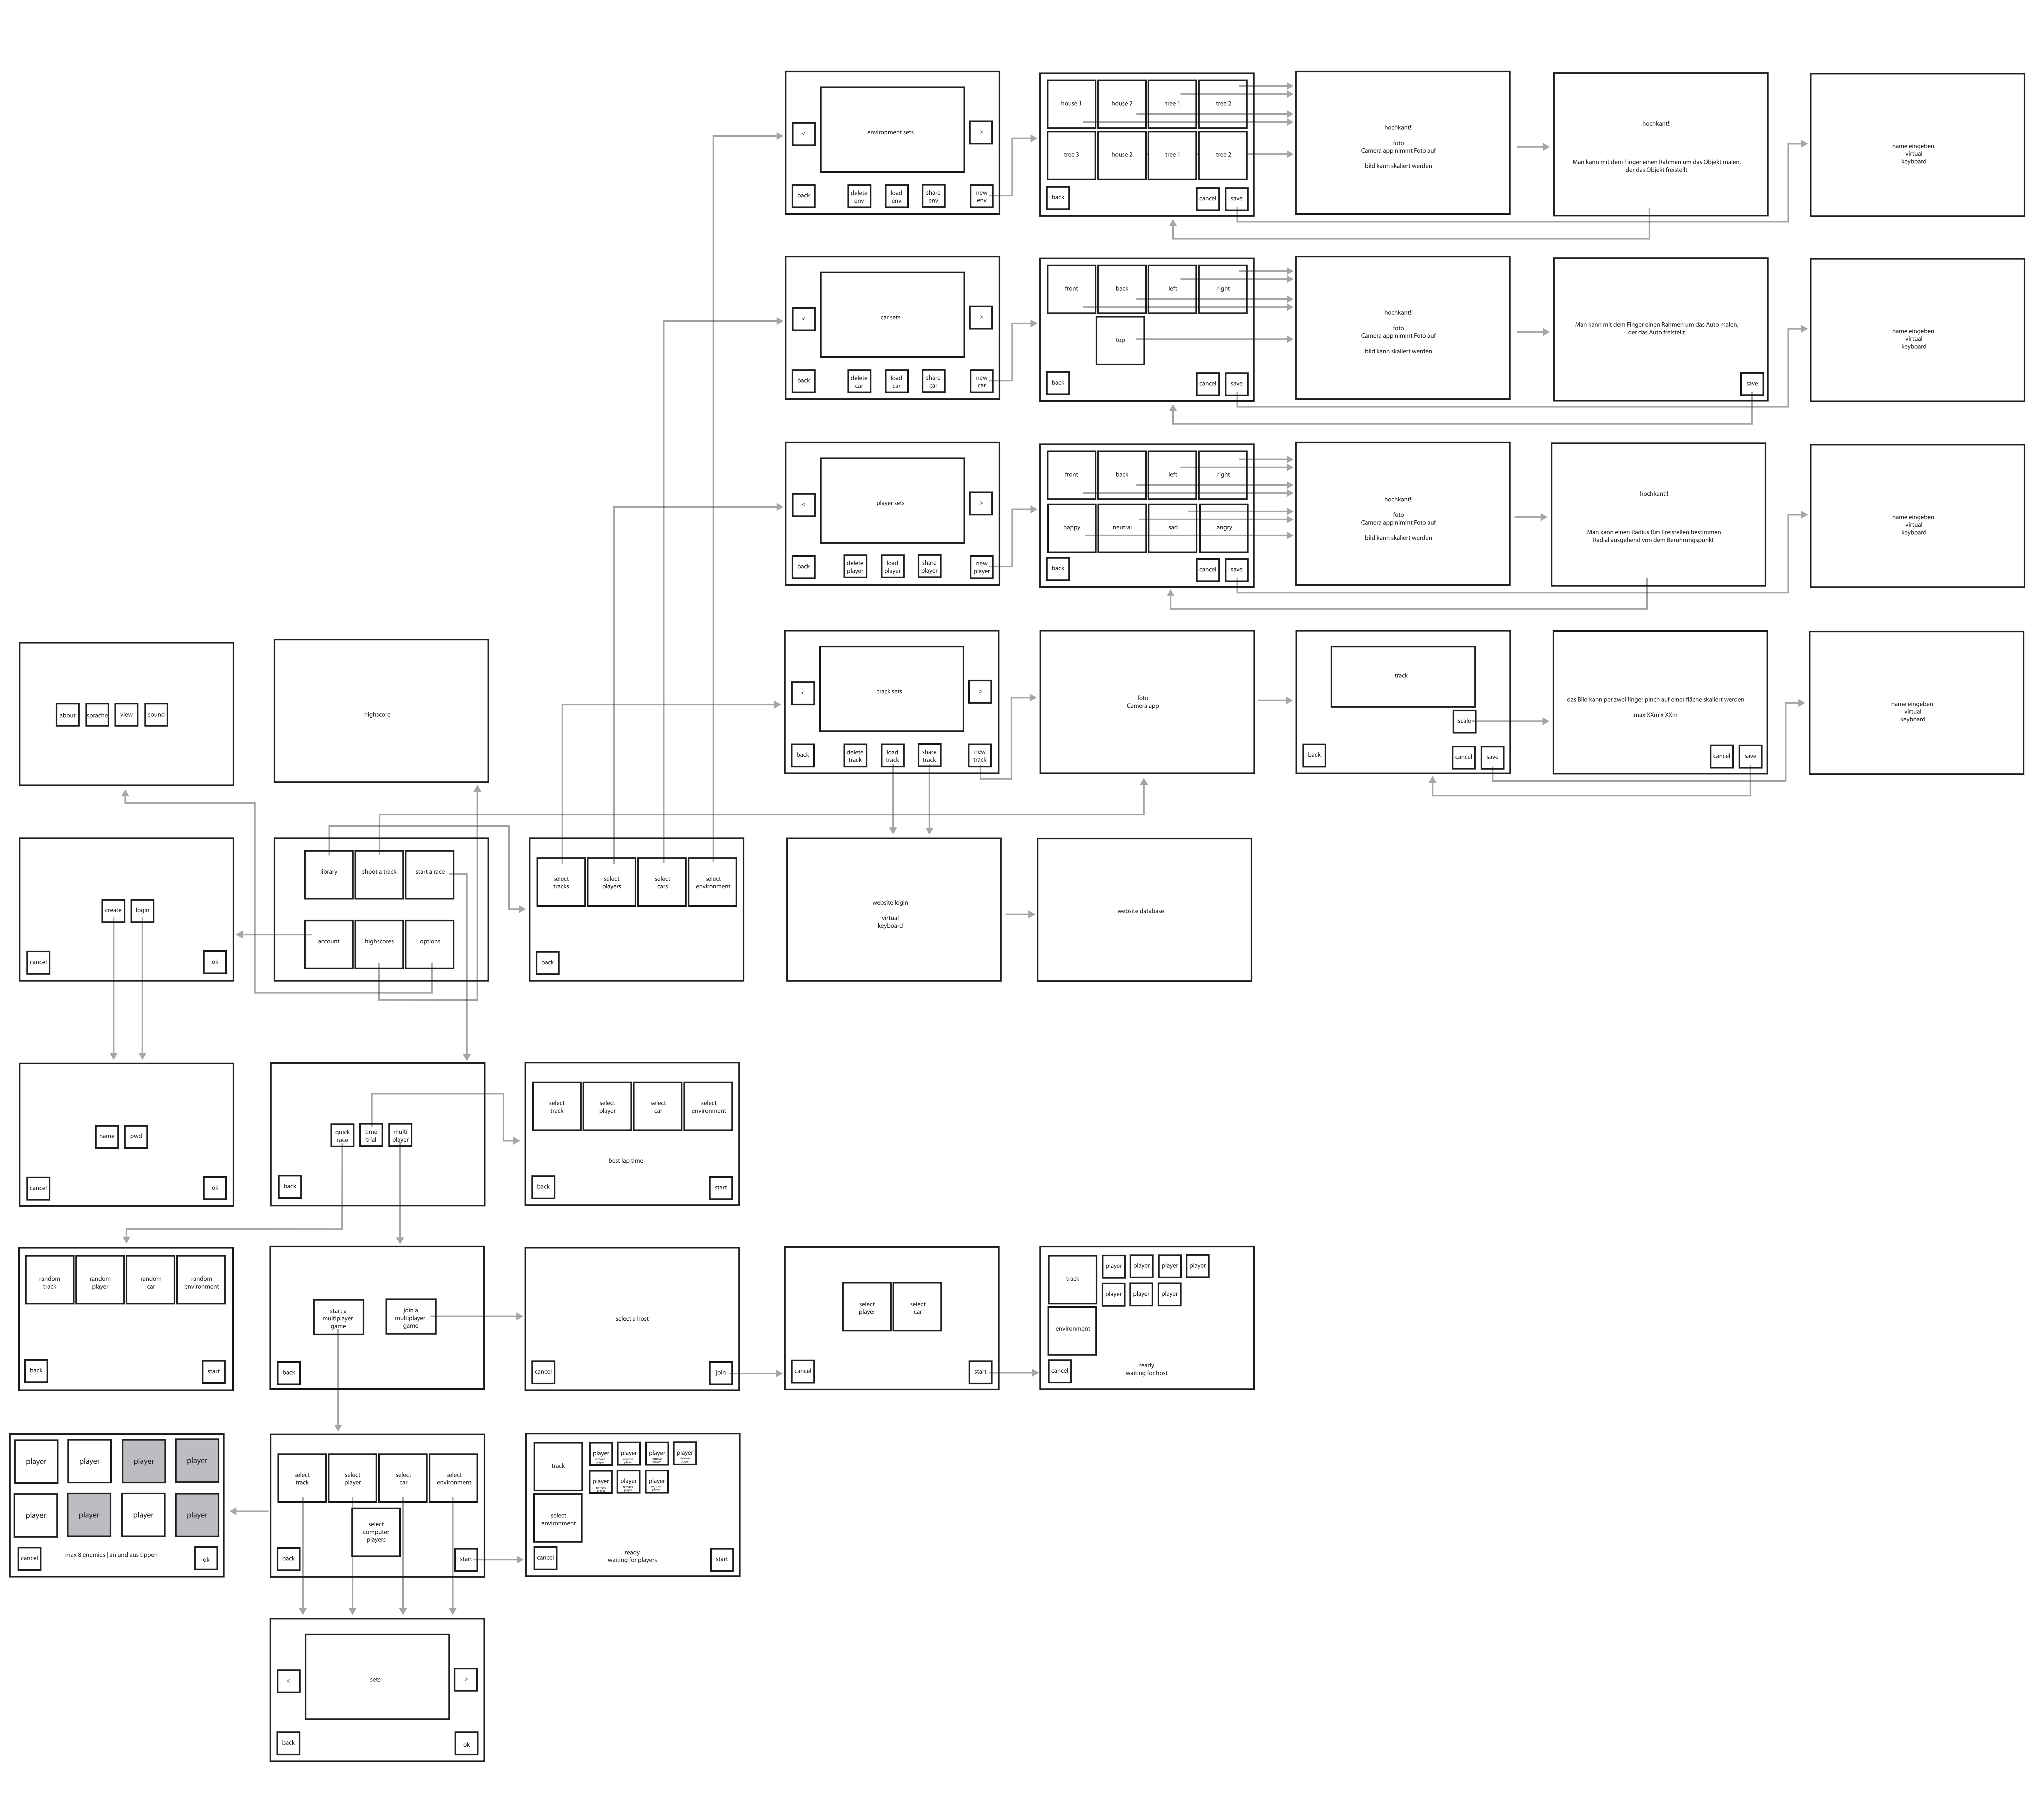 environment sets
<
>
back
delete
env
load
env
share
env
new
env
house 1
house 2
tree 1
tree 2
tree 3
house 2
tree 1
tree 2
back
cancel
save
hochkant!!
foto
Camera app nimmt Foto auf
bild kann skaliert werden
hochkant!!
Man kann mit dem Finger einen Rahmen um das Objekt malen,
der das Objekt freistellt
name eingeben
virtual
keyboard
car sets
<
>
back
delete
car
load
car
share
car
new
car
front
back
left
right
top
back
cancel
save
hochkant!!
foto
Camera app nimmt Foto auf
bild kann skaliert werden
Man kann mit dem Finger einen Rahmen um das Auto malen,
der das Auto freistellt
save
name eingeben
virtual
keyboard
player sets
<
>
back
delete
player
load
player
share
player
new
player
front
back
left
right
happy
neutral
sad
angry
back
cancel
save
hochkant!!
foto
Camera app nimmt Foto auf
bild kann skaliert werden
hochkant!!
Man kann einen Radius fürs Freistellen bestimmen
Radial ausgehend von dem Berührungspunkt
name eingeben
virtual
keyboard
about
sprache
view
sound
highscore
track sets
<
>
back
delete
track
load
track
share
track
new
track
foto
Camera app
track
scale
back
cancel
save
das Bild kann per zwei finger pinch auf einer fläche skaliert werden
max XXm x XXm
cancel
save
name eingeben
virtual
keyboard
create
login
cancel
ok
library
shoot a track
start a race
account
highscores
options
select
tracks
select
players
select
cars
select
environment
back
website login
virtual
keyboard
website database
name
pwd
cancel
ok
quick
race
time
trial
multi
player
back
select
track
select
player
select
car
select
environment
best lap time
back
start
random
track
random
player
random
car
random
environment
back
start
start a
multiplayer
game
join a
multiplayer
game
back
select a host
cancel
join
select
player
select
car
cancel
start
track
player
player
player
player
player
player
player
environment
ready
waiting for host
cancel
player
player
player
player
player
player
player
player
cancel
max 8 enemies | an und aus tippen
ok
select
track
select
player
select
car
select
environment
select
computer
players
back
start
track
player
remove
player
player
remove
player
player
remove
player
player
remove
player
player
remove
player
player
remove
player
player
remove
player
select
environment
ready
waiting for players
cancel
start
sets
<
>
back
ok